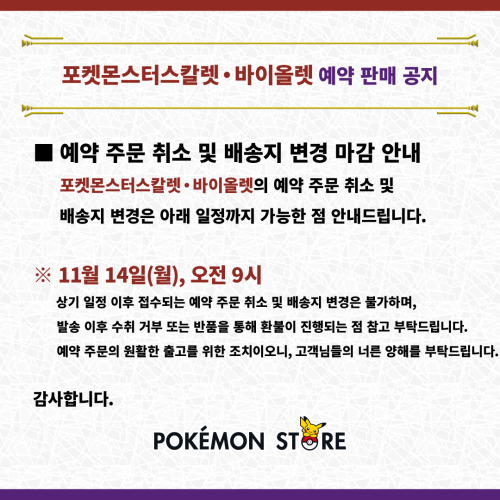 포켓몬스터스칼렛•바이올렛 예약 판매 공지
■ 예약 주문 취소 및 배송지 변경 마감 안내
포켓몬스터스칼렛•바이올렛의 예약 주문 취소 및
배송지 변경은 아래 일정까지 가능한 점 안내드립니다.
※ 11월 14일(월), 오전 9시
상기 일정 이후 접수되는 예약 주문 취소 및 배송지 변경은 불가하며,
발송 이후 수취 거부 또는 반품을 통해 환불이 진행되는 점 참고 부탁드립니다.
예약 주문의 원활한 출고를 위한 조치이오니, 고객님들의 너른 양해를 부탁드립니다.
감사합니다.
POKÉMON STORE